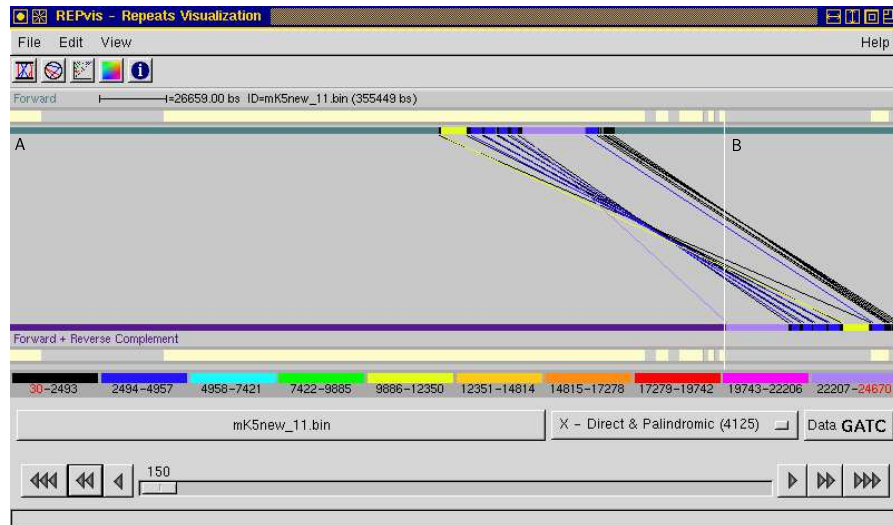 REPvis - Repeats Visualization
File Edit View Help
Forward I=26659.00 bs ID=mK5new_11.bin (355449 bs)
A B
Forward + Reverse Complement
30-2493 2494-4957 4958-7421 7422-9885 9886-12350 12351-14814 14815-17278 17279-19742 19743-22206 22207-24670
mK5new_11.bin X - Direct & Palindromic (4125) Data GATC
150